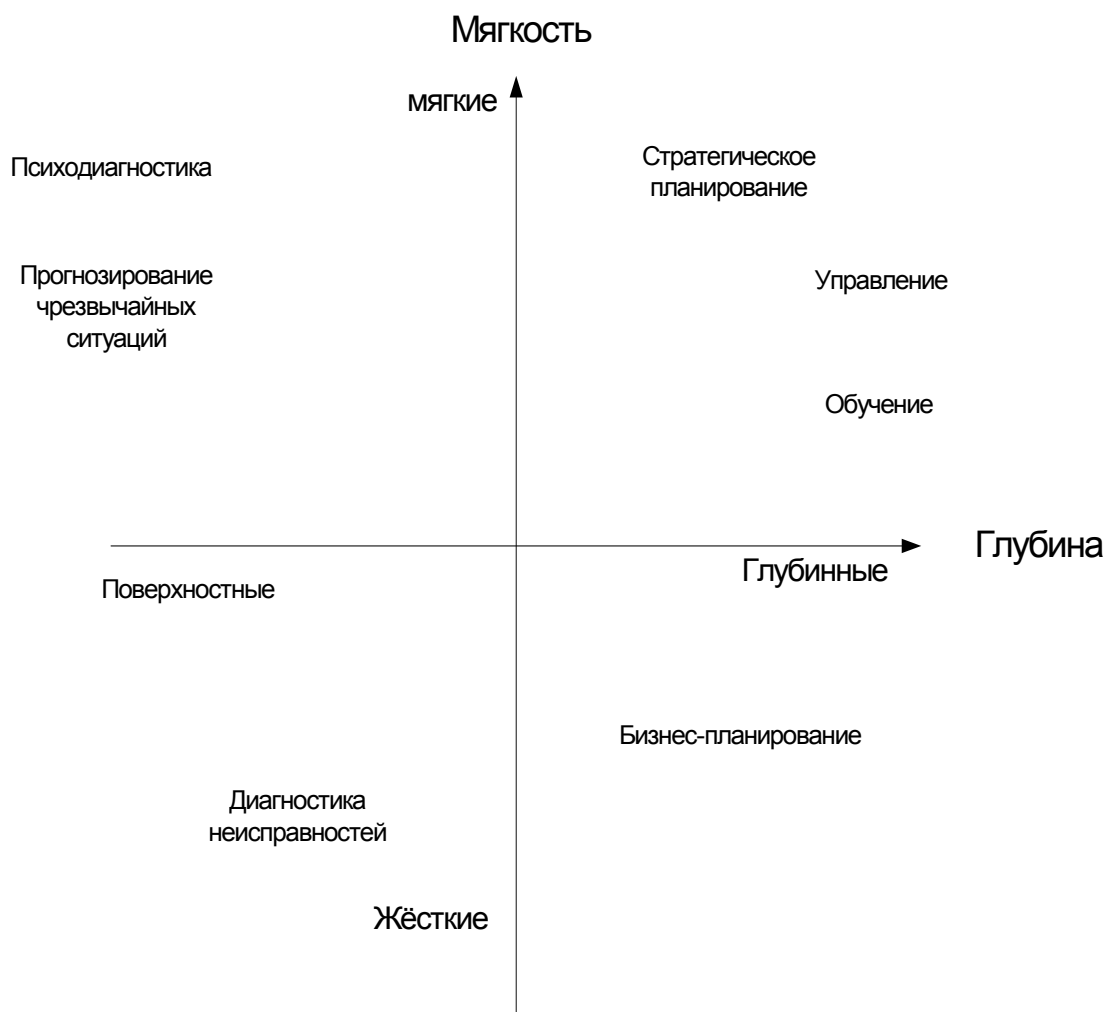 Мягкость
мягкие
Психодиагностика
Стратегическое
планирование
Прогнозирование
чрезвычайных
ситуаций
Управление
Обучение
Глубина
Глубинные
Поверхностные
Бизнес-планирование
Диагностика
неисправностей
Жёсткие